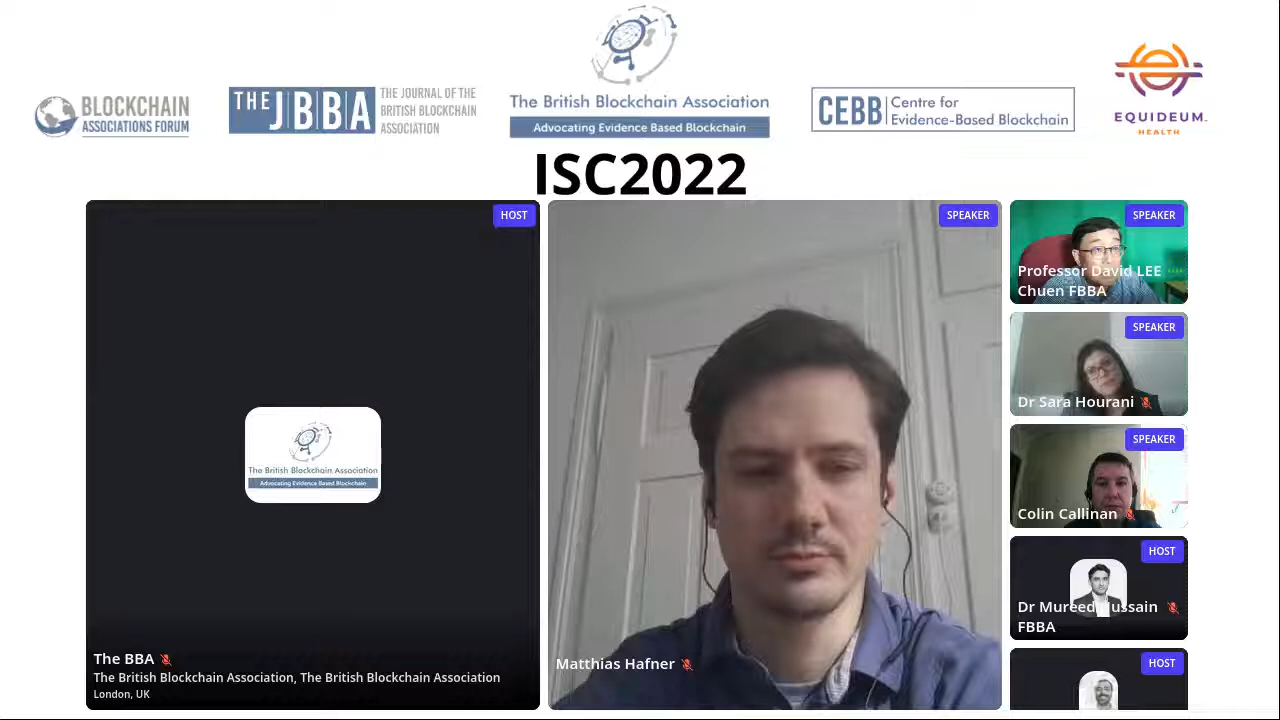 BLOCKCHAIN
ASSOCIATIONS FORUM
THE JBBA
THE JOURNAL OF THE
BRITISH BLOCKCHAIN
ASSOCIATION
The British Blockchain Association
Advocating Evidence Based Blockchain
CEBB
Centre for
Evidence-Based Blockchain
EQUIDEUM
HEALTH
ISC2022
HOST
The British Blockchain Association
Advocating Evidence Based Blockchain
The BBA
The British Blockchain Association, The British Blockchain Association
London, UK
SPEAKER
Matthias Hafner
SPEAKER
Professor David LEE
Chuen FBBA
SPEAKER
Dr Sara Hourani
SPEAKER
Colin Callinan
HOST
Dr Mureed Hussain
FBBA
HOST